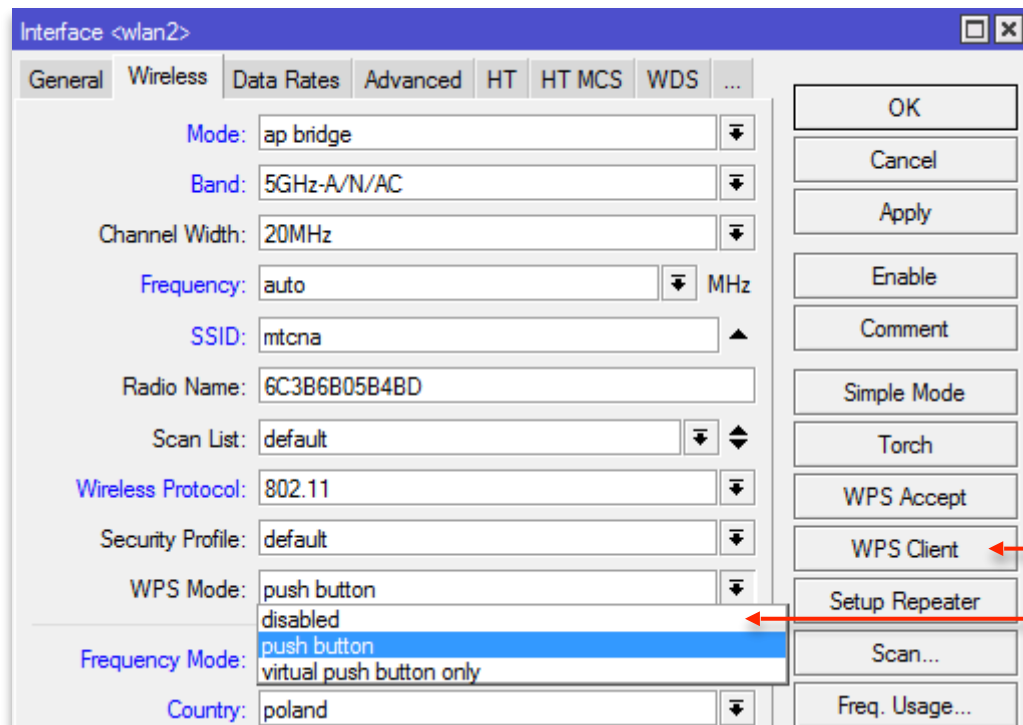 Interface <wlan2>
General Wireless Data Rates Advanced HT HT MCS WDS ...
Mode: ap bridge
Band: 5GHz-A/N/AC
Channel Width: 20MHz
Frequency: auto MHz
SSID: mtcna
Radio Name: 6C3B6B05B4BD
Scan List: default
Wireless Protocol: 802.11
Security Profile: default
WPS Mode: push button
disabled
push button
virtual push button only
Frequency Mode:
Country: poland
OK
Cancel
Apply
Enable
Comment
Simple Mode
Torch
WPS Accept
WPS Client
Setup Repeater
Scan...
Freq. Usage...